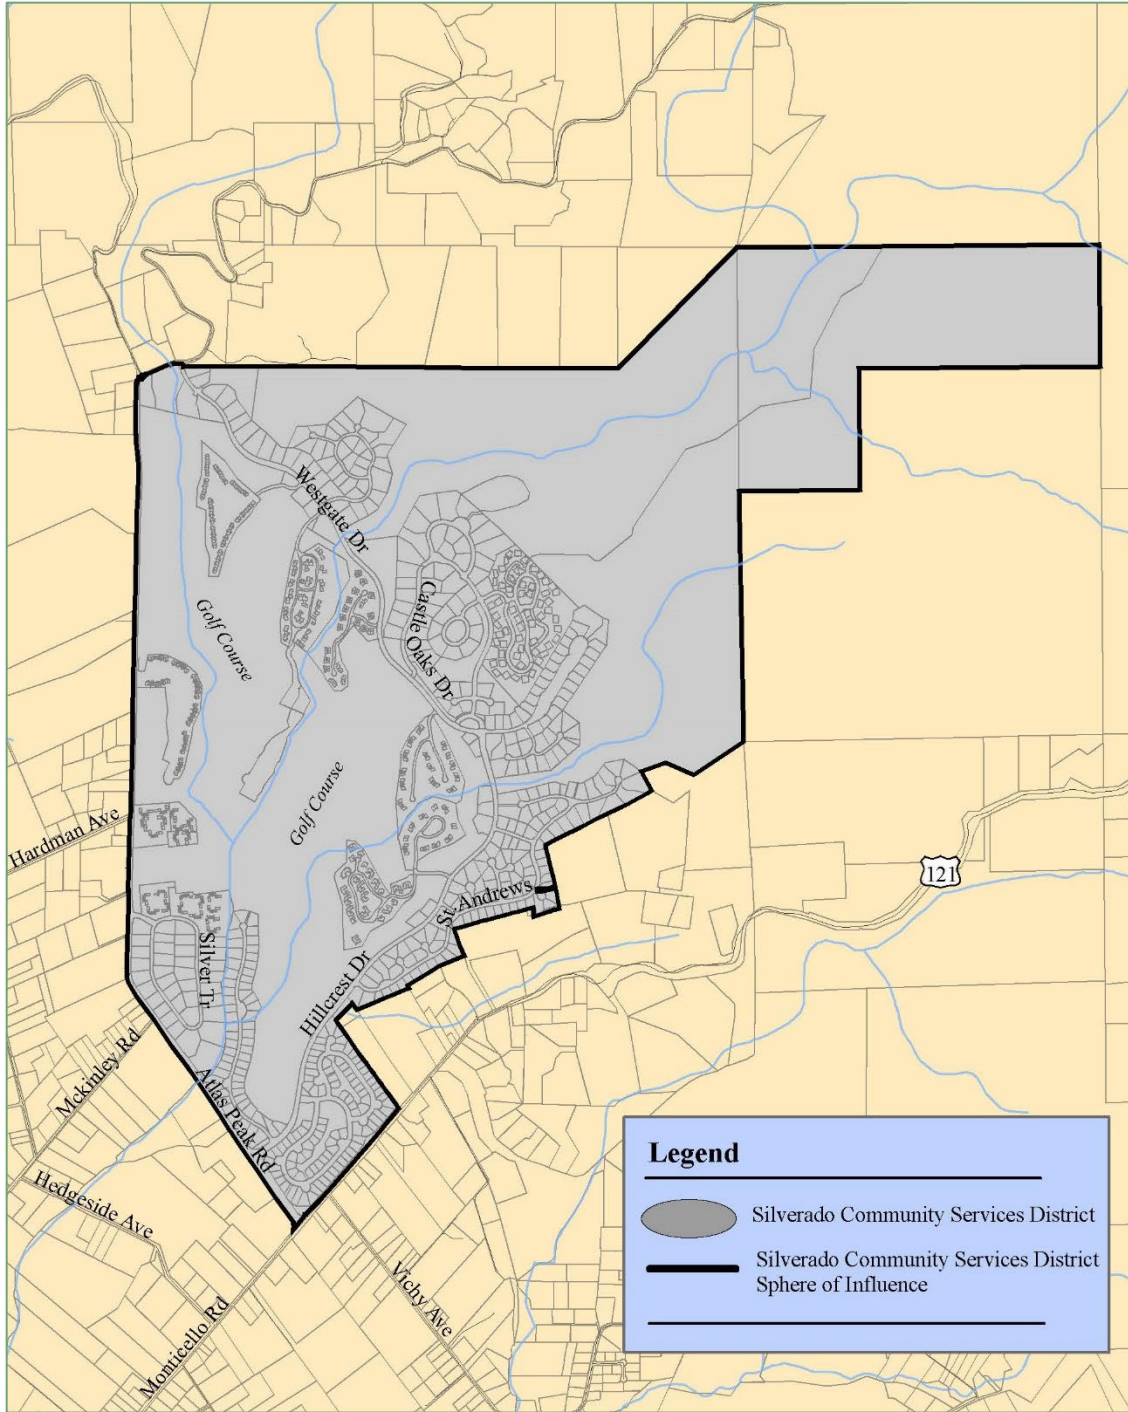 Westgate Dr
Castle Oaks Dr
Golf Course
Golf Course
Hardman Ave
121
St. Andrews
Silver Tr
Hillcrest Dr
Mckinley Rd
Atlas Peak Rd
Hedgeside Ave
Vichy Ave
Monticello Rd
Legend
Silverado Community Services District
Silverado Community Services District
Sphere of Influence